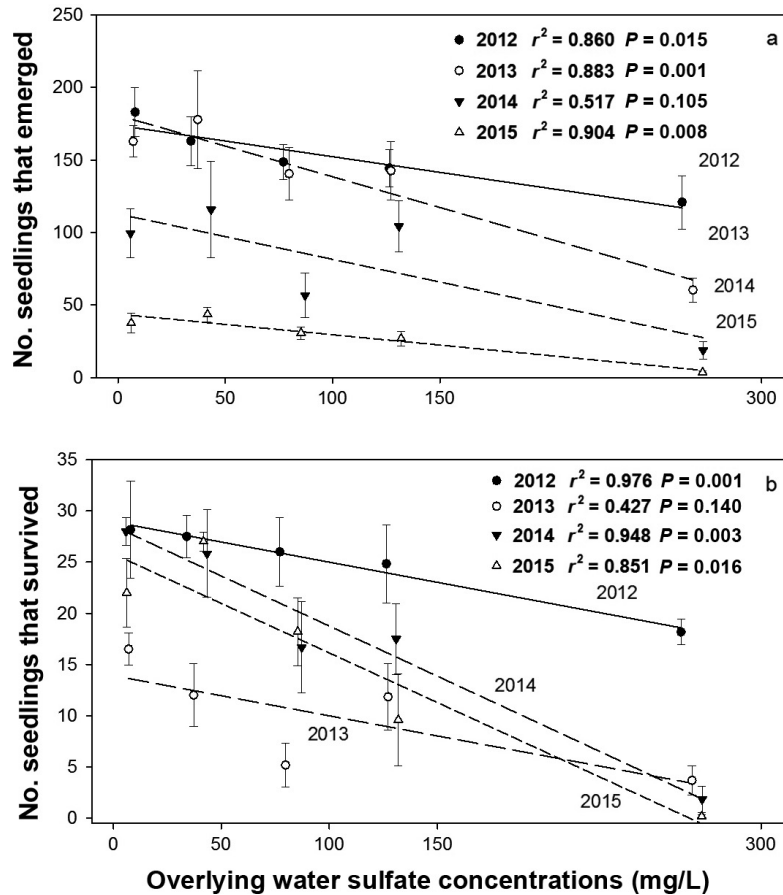 a
2012 r² = 0.860 P = 0.015
2013 r² = 0.883 P = 0.001
2014 r² = 0.517 P = 0.105
2015 r² = 0.904 P = 0.008
No. seedlings that emerged
250
200
150
100
50
0
2012
2013
2014
2015
0 50 100 150 300
b
2012 r² = 0.976 P = 0.001
2013 r² = 0.427 P = 0.140
2014 r² = 0.948 P = 0.003
2015 r² = 0.851 P = 0.016
No. seedlings that survived
35
30
25
20
15
10
5
0
2012
2014
2013
2015
0 50 100 150 300
Overlying water sulfate concentrations (mg/L)